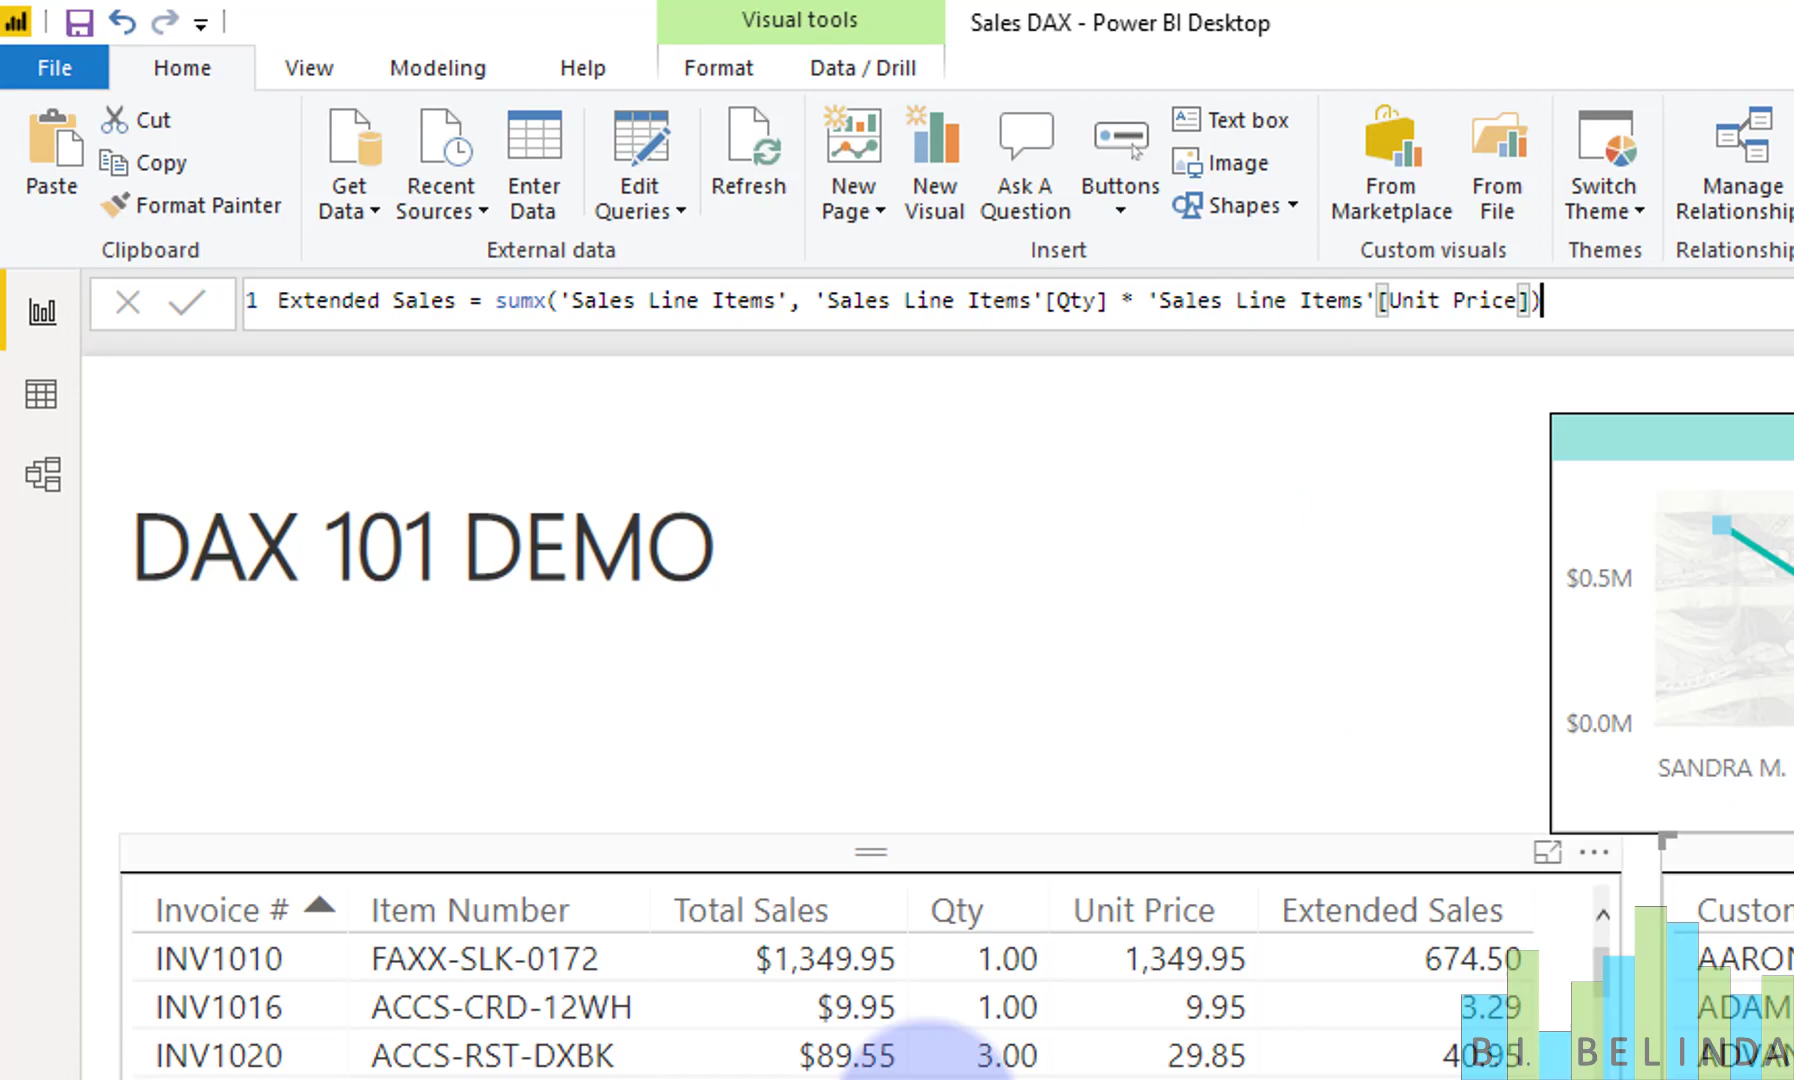 Visual tools
Sales DAX - Power BI Desktop
File
Home
View
Modeling
Help
Format
Data / Drill
Paste
Cut
Copy
Format Painter
Clipboard
Get Data
Recent Sources
Enter Data
Edit Queries
Refresh
External data
New Page
New Visual
Ask A Question
Buttons
Text box
Image
Shapes
Insert
From Marketplace
From File
Custom visuals
Switch Theme
Themes
Manage Relationship
Relationship
1 Extended Sales = sumx('Sales Line Items', 'Sales Line Items'[Qty] * 'Sales Line Items'[Unit Price])
DAX 101 DEMO
$0.5M
$0.0M
SANDRA M.
Invoice # Item Number Total Sales Qty Unit Price Extended Sales
INV1010 FAXX-SLK-0172 $1,349.95 1.00 1,349.95 674.50
INV1016 ACCS-CRD-12WH $9.95 1.00 9.95 3.29
INV1020 ACCS-RST-DXBK $89.55 3.00 29.85 40.95
Custom
AARON
ADAM
ADVAN
BI BELINDA